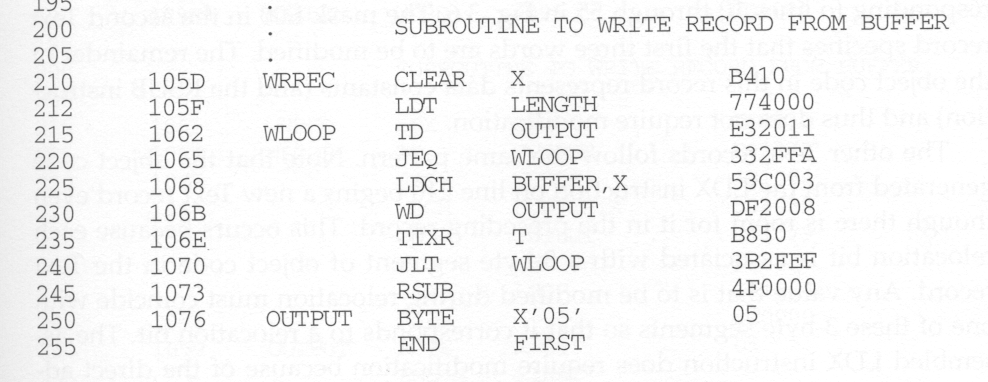 195 .
200 . SUBROUTINE TO WRITE RECORD FROM BUFFER
205 .
210 105D WRREC CLEAR X B410
212 105F LDT LENGTH 774000
215 1062 WLOOP TD OUTPUT E32011
220 1065 JEQ WLOOP 332FFA
225 1068 LDCH BUFFER,X 53C003
230 106B WD OUTPUT DF2008
235 106E TIXR T B850
240 1070 JLT WLOOP 3B2FEF
245 1073 RSUB 4F0000
250 1076 OUTPUT BYTE X'05' 05
255 END FIRST